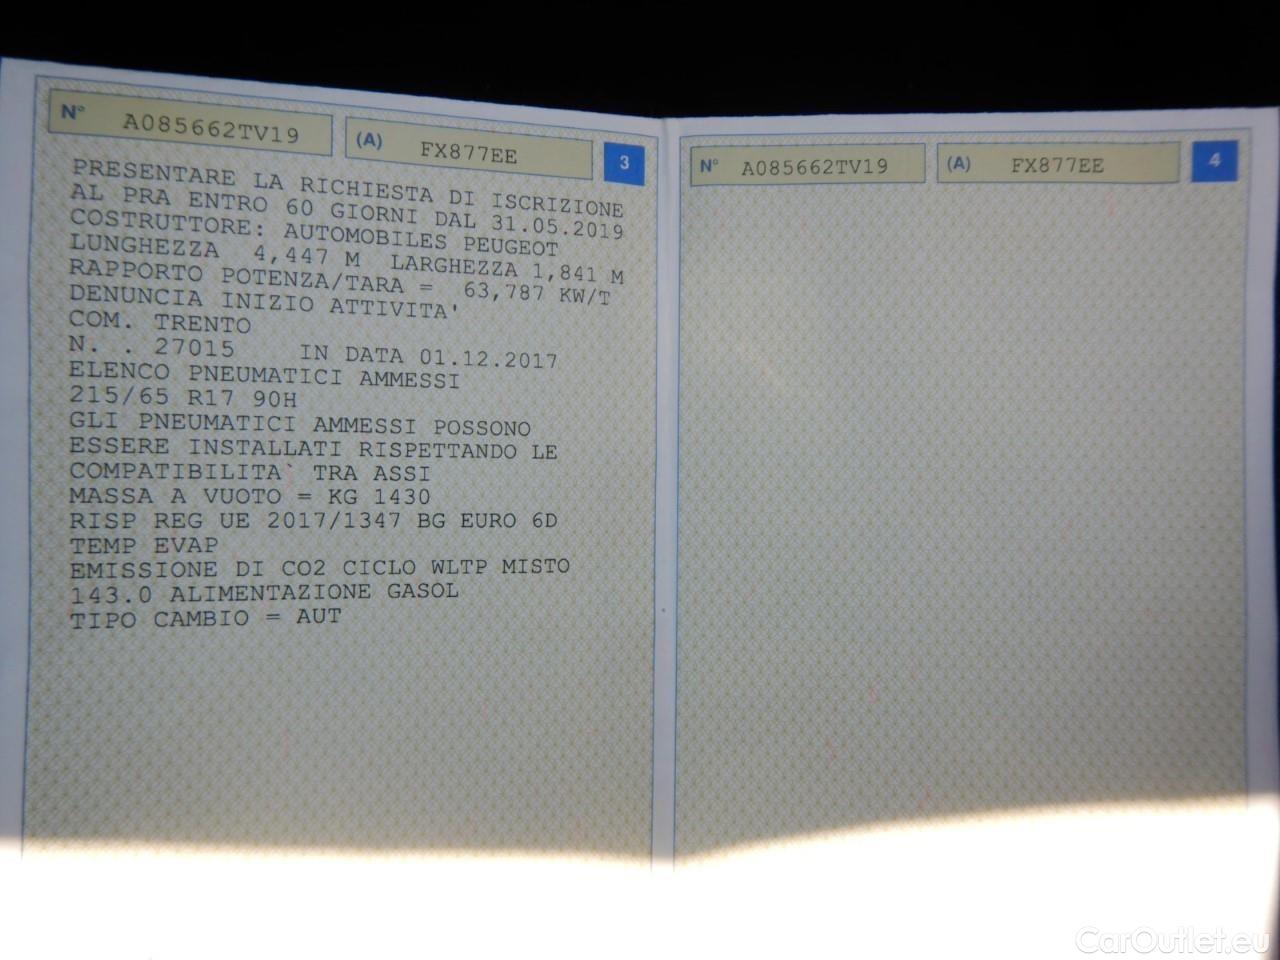 N° A085662TV19 (A) FX877EE 3
PRESENTARE LA RICHIESTA DI ISCRIZIONE
AL PRA ENTRO 60 GIORNI DAL 31.05.2019
COSTRUTTORE: AUTOMOBILES PEUGEOT
LUNGHEZZA 4,447 M LARGHEZZA 1,841 M
RAPPORTO POTENZA/TARA = 63,787 KW/T
DENUNCIA INIZIO ATTIVITA'
COM. TRENTO
N. . 27015 IN DATA 01.12.2017
ELENCO PNEUMATICI AMMESSI
215/65 R17 90H
GLI PNEUMATICI AMMESSI POSSONO
ESSERE INSTALLATI RISPETTANDO LE
COMPATIBILITA` TRA ASSI
MASSA A VUOTO = KG 1430
RISP REG UE 2017/1347 BG EURO 6D
TEMP EVAP
EMISSIONE DI CO2 CICLO WLTP MISTO
143.0 ALIMENTAZIONE GASOL
TIPO CAMBIO = AUT
N° A085662TV19 (A) FX877EE 4
CarOutlet.eu